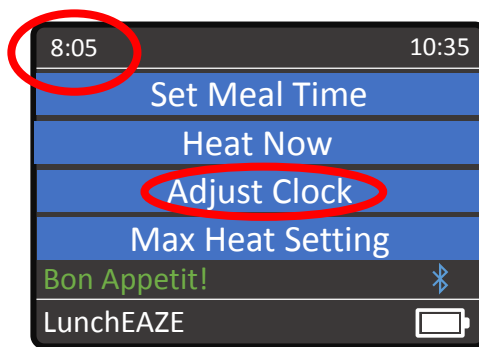 8:05 10:35
Set Meal Time
Heat Now
Adjust Clock
Max Heat Setting
Bon Appetit!
LunchEAZE